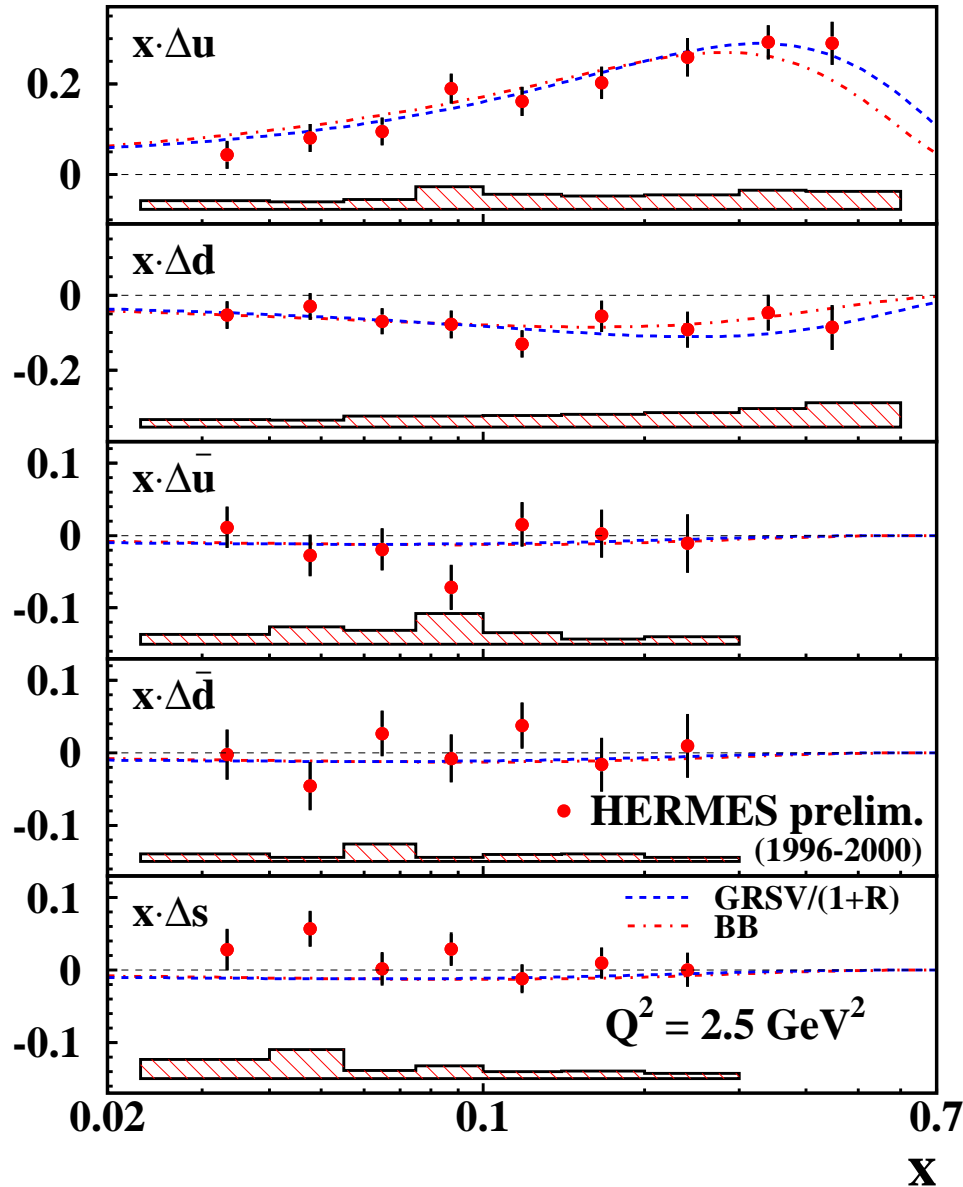 x·Δu
0.2
0
x·Δd
0
-0.2
x·Δū
0.1
0
-0.1
x·Δd̄
0.1
0
-0.1
HERMES prelim.
(1996-2000)
x·Δs
0.1
0
-0.1
GRSV/(1+R)
BB
Q² = 2.5 GeV²
0.02 0.1 0.7
x